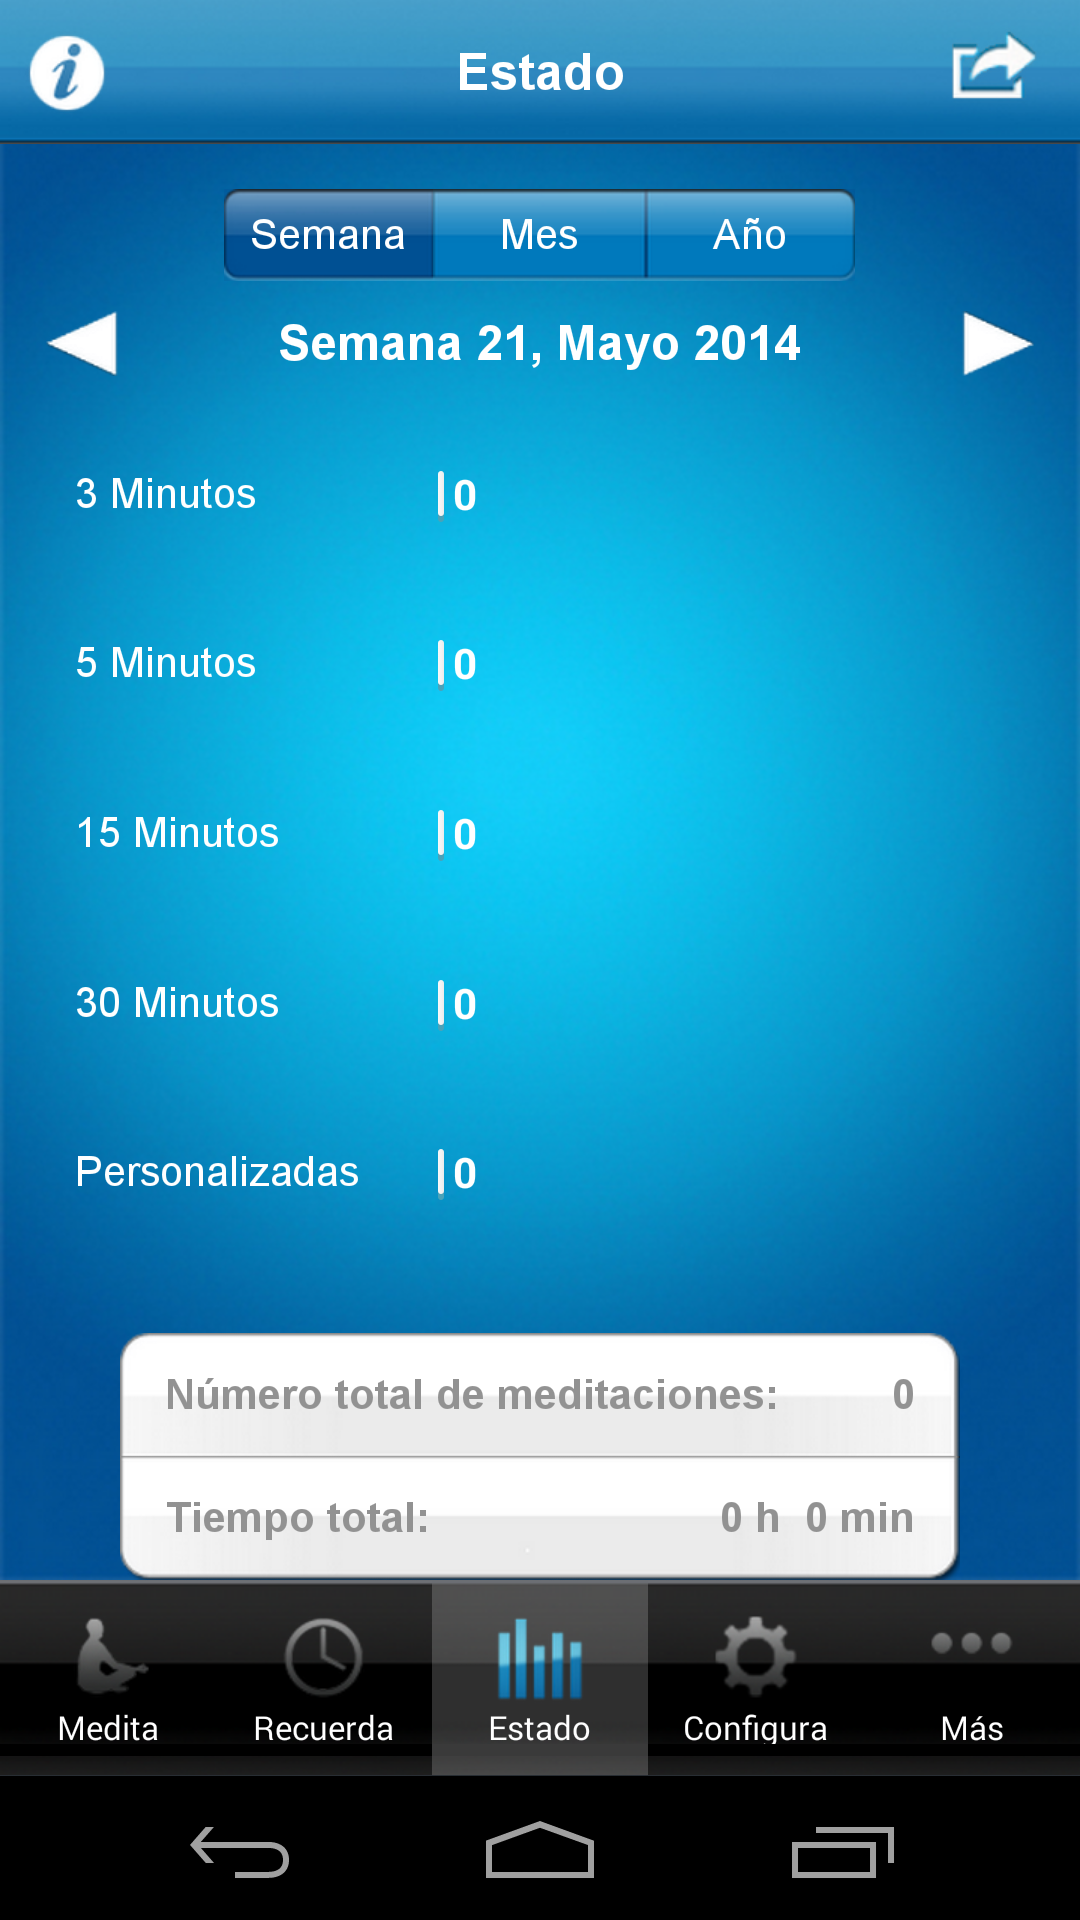 Estado
Semana Mes Año
Semana 21, Mayo 2014
3 Minutos 0
5 Minutos 0
15 Minutos 0
30 Minutos 0
Personalizadas 0
Número total de meditaciones: 0
Tiempo total: 0 h 0 min
Medita Recuerda Estado Configura Más